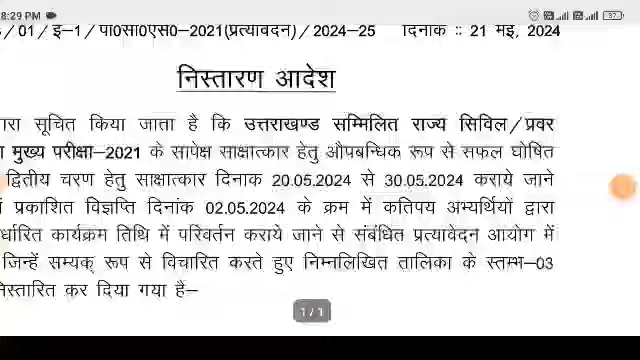 8:29 PM
/01/ई–1/पी0सी0एस0–2021(प्रत्यावेदन)/2024–25 दिनांक :: 21 मई, 2024
निस्तारण आदेश
ारा सूचित किया जाता है कि उत्तराखण्ड सम्मिलित राज्य सिविल/प्रवर
मुख्य परीक्षा–2021 के सापेक्ष साक्षात्कार हेतु औपबन्धिक रूप से सफल घोषित
द्वितीय चरण हेतु साक्षात्कार दिनांक 20.05.2024 से 30.05.2024 कराये जाने
प्रकाशित विज्ञप्ति दिनांक 02.05.2024 के क्रम में कतिपय अभ्यर्थियों द्वारा
र्धारित कार्यक्रम तिथि में परिवर्तन कराये जाने से संबंधित प्रत्यावेदन आयोग में
जिन्हें सम्यक् रूप से विचारित करते हुए निम्नलिखित तालिका के स्तम्भ–03
नेस्तारित कर दिया गया है–
1 / 1